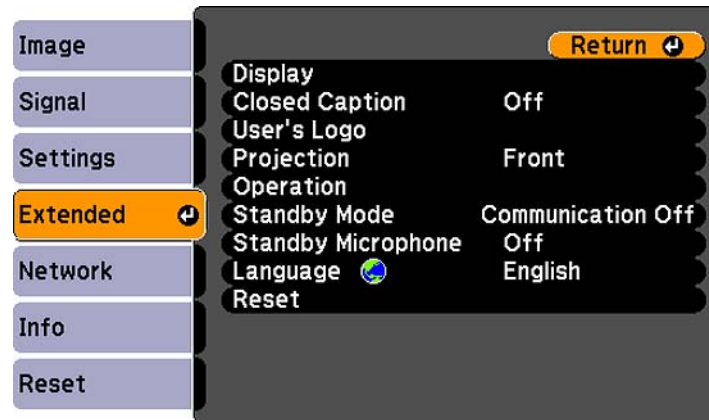 Image
Signal
Settings
Extended
Network
Info
Reset
Return
Display
Closed Caption Off
User's Logo
Projection Front
Operation
Standby Mode Communication Off
Standby Microphone Off
Language English
Reset